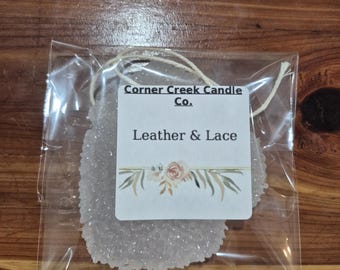 Corner Creek Candle
Co.
Leather & Lace